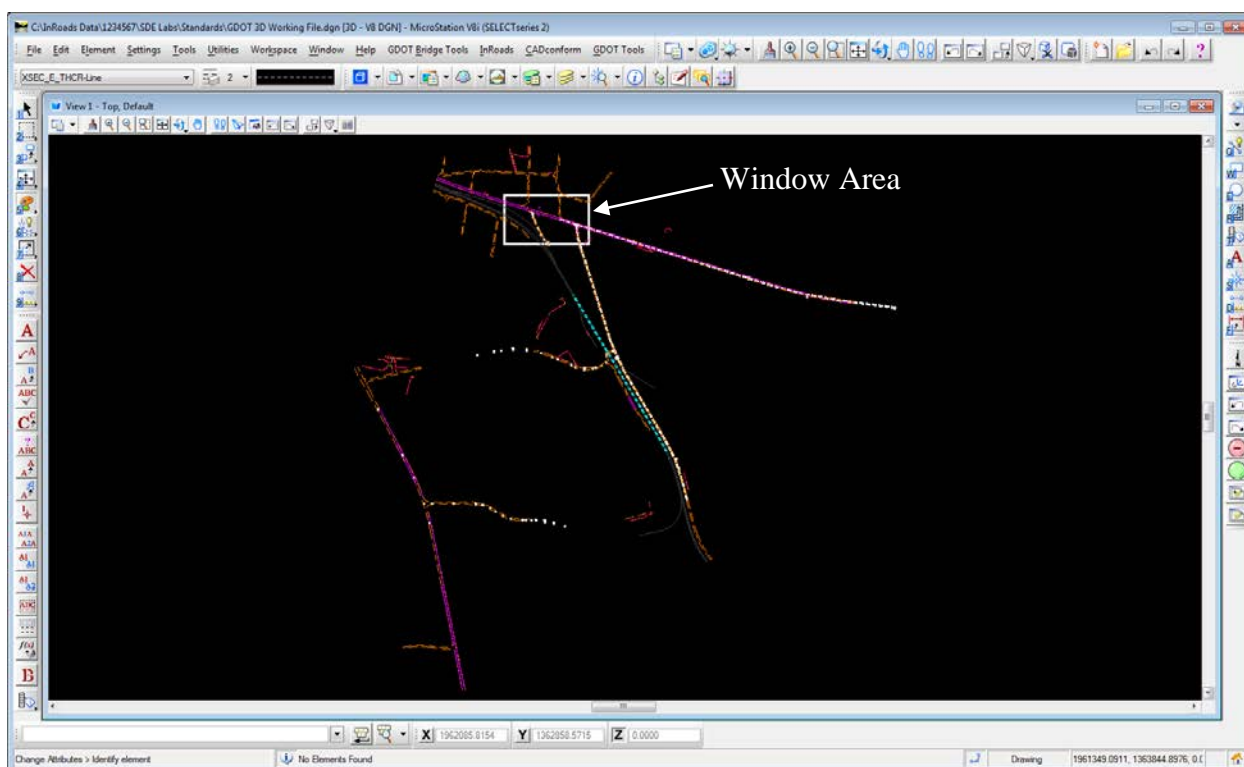 C:\InRoads Data\1234567\SDE Labs\Standards\GDOT 3D Working File.dgn [3D - V8 DGN] - MicroStation V8i (SELECTseries 2)
File Edit Element Settings Tools Utilities Workspace Window Help GDOT Bridge Tools InRoads CADconform GDOT Tools
XSEC_E_THCR-Line 2
View 1 - Top, Default
Window Area
X 1962085.8154 Y 1362858.5715 Z 0.0000
Change Attributes > Identify element No Elements Found Drawing 1961349.0911, 1363844.8976, 0.(